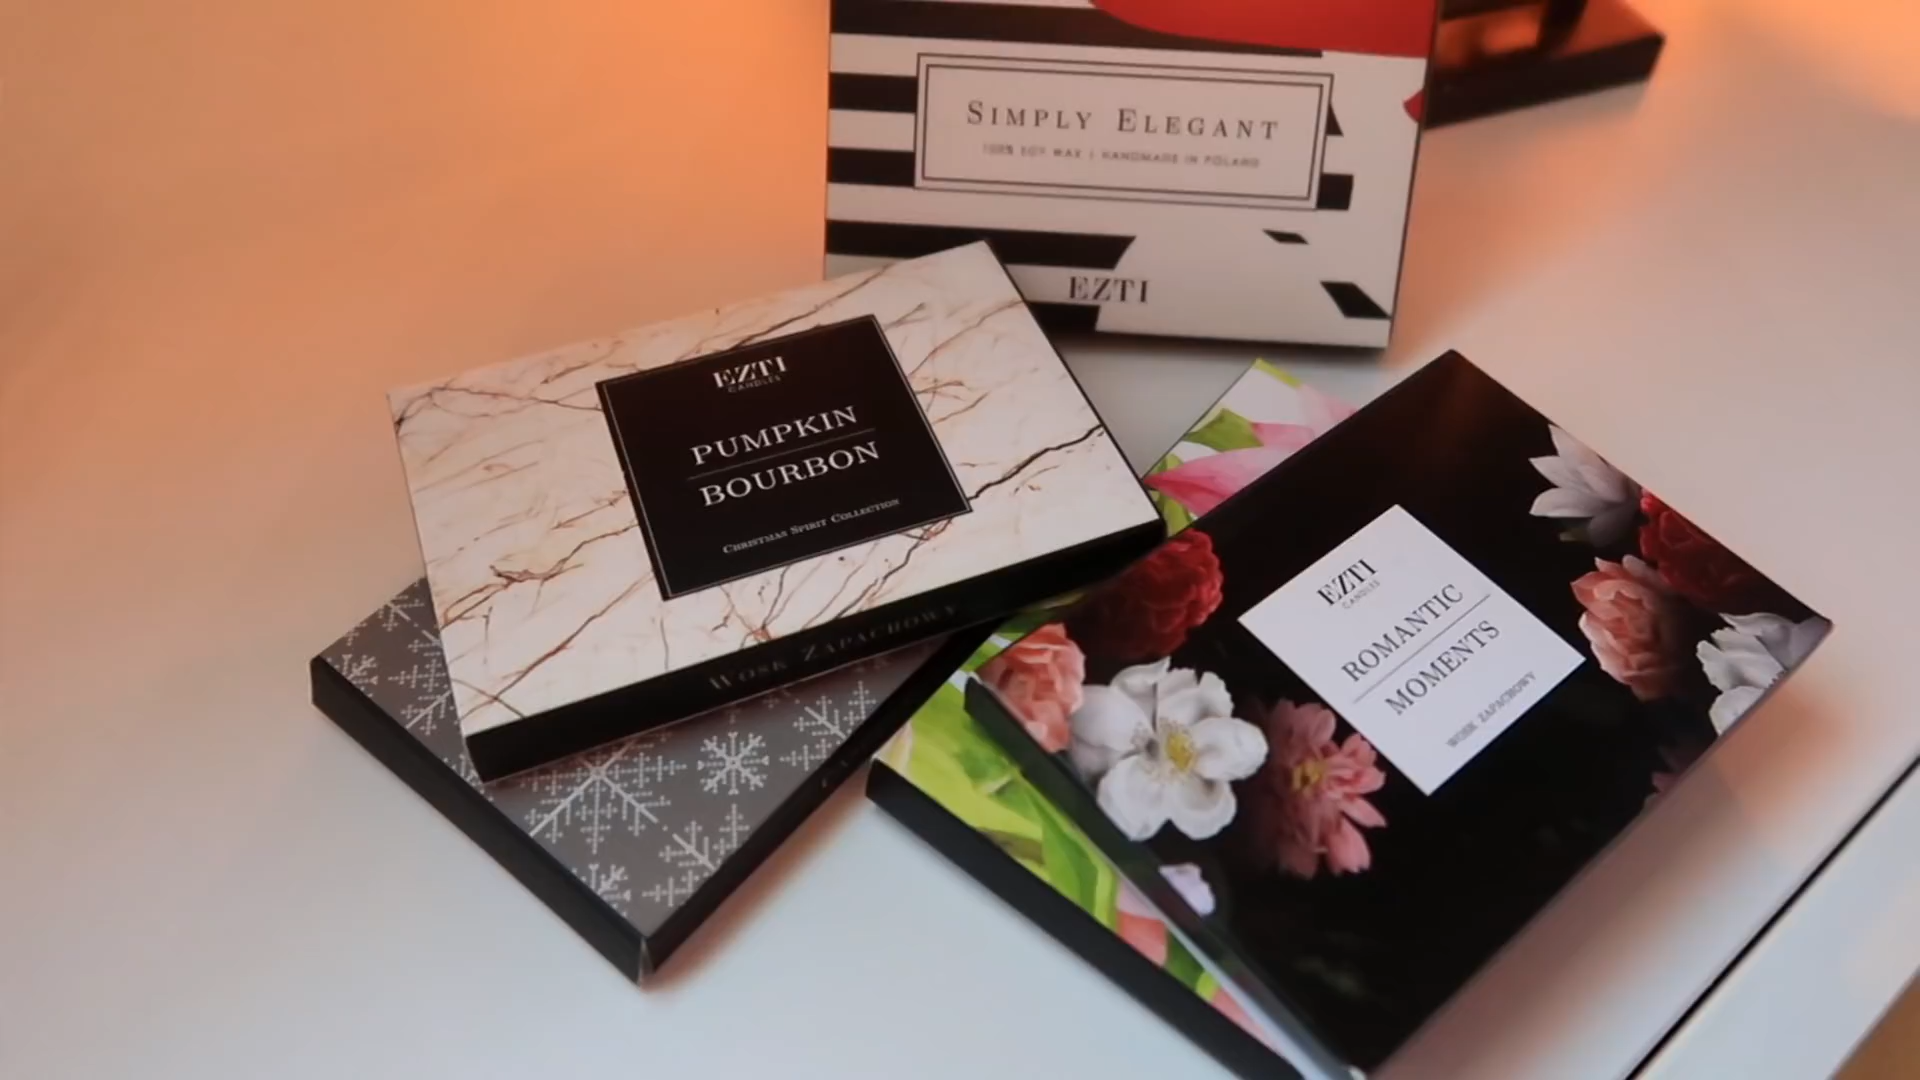 SIMPLY ELEGANT
100% SOY WAX | HANDMADE IN POLAND
EZTI
EZTI
CANDLES
PUMPKIN
BOURBON
CHRISTMAS SPIRIT COLLECTION
WOSK ZAPACHOWY
EZTI
CANDLES
ROMANTIC
MOMENTS
WOSK ZAPACHOWY